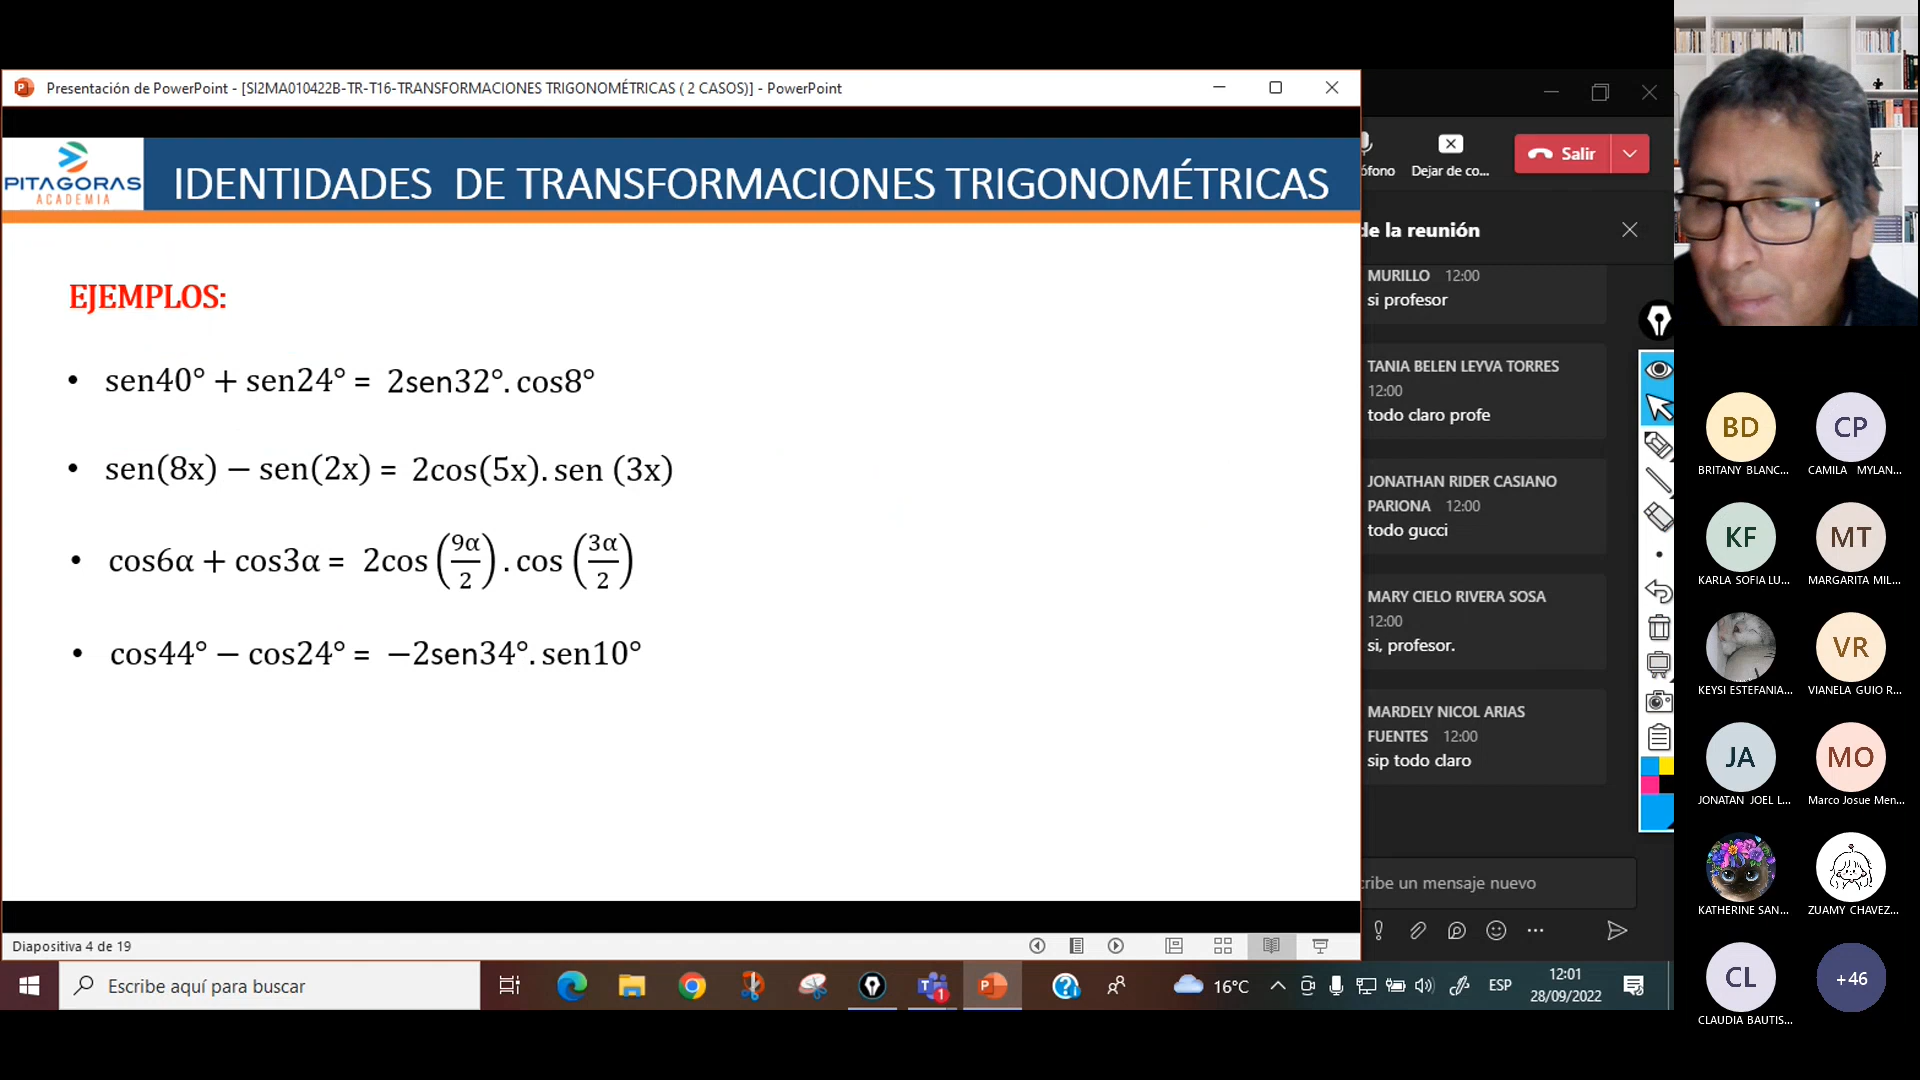 Presentación de PowerPoint - [SI2MA010422B-TR-T16-TRANSFORMACIONES TRIGONOMÉTRICAS ( 2 CASOS)] - PowerPoint
PITAGORAS
ACADEMIA
IDENTIDADES DE TRANSFORMACIONES TRIGONOMÉTRICAS
EJEMPLOS:
• sen40° + sen24° = 2sen32°. cos8°
• sen(8x) − sen(2x) = 2cos(5x). sen (3x)
• cos6α + cos3α = 2cos (9α/2) . cos (3α/2)
• cos44° − cos24° = −2sen34°. sen10°
Diapositiva 4 de 19
ófono
Dejar de co...
Salir
de la reunión
MURILLO 12:00
si profesor
TANIA BELEN LEYVA TORRES
12:00
todo claro profe
JONATHAN RIDER CASIANO
PARIONA 12:00
todo gucci
MARY CIELO RIVERA SOSA
12:00
si, profesor.
MARDELY NICOL ARIAS
FUENTES 12:00
sip todo claro
cribe un mensaje nuevo
BD
BRITANY BLANC...
CP
CAMILA MYLAN...
KF
KARLA SOFIA LU...
MT
MARGARITA MIL...
KEYSI ESTEFANIA...
VR
VIANELA GUIO R...
JA
JONATAN JOEL L...
MO
Marco Josue Men...
KATHERINE SAN...
ZUAMY CHAVEZ...
CL
CLAUDIA BAUTIS...
+46
Escribe aquí para buscar
1
16°C
ESP
12:01
28/09/2022